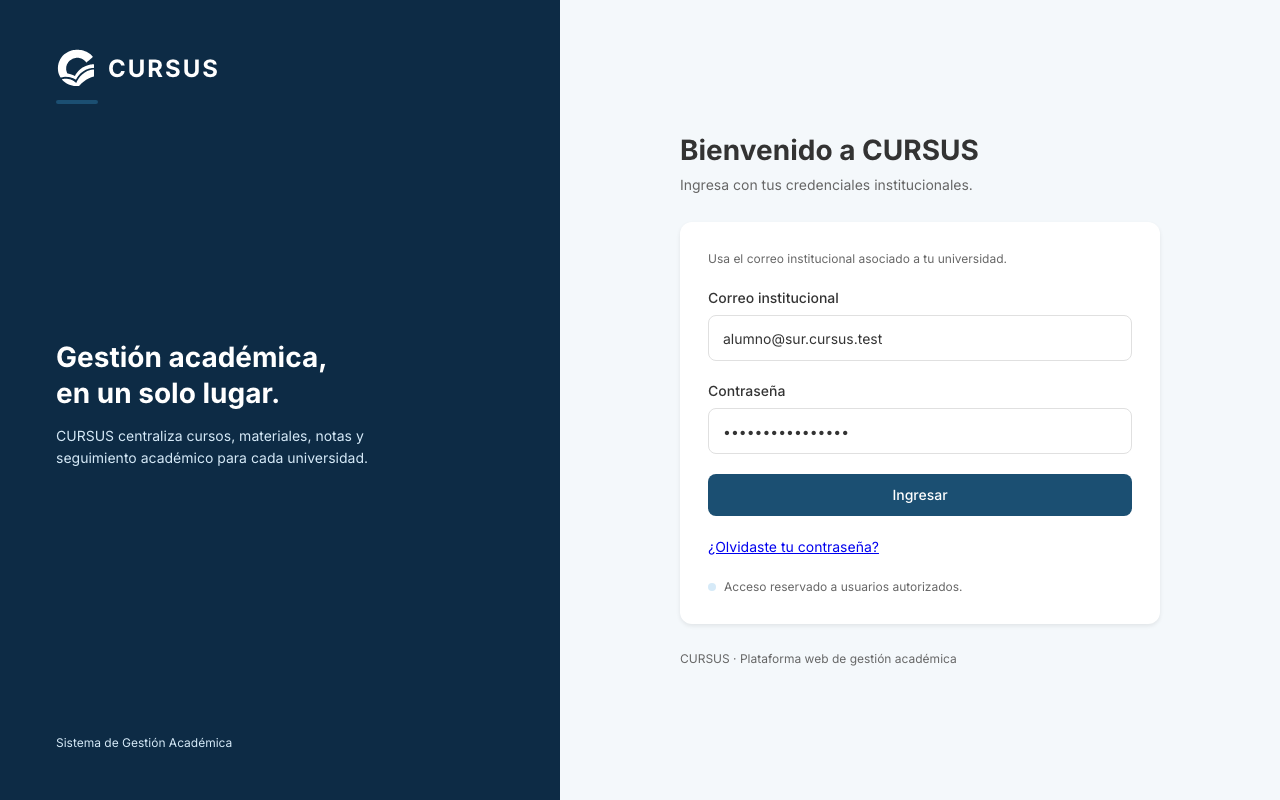 CURSUS
Gestión académica,
en un solo lugar.
CURSUS centraliza cursos, materiales, notas y
seguimiento académico para cada universidad.
Sistema de Gestión Académica
Bienvenido a CURSUS
Ingresa con tus credenciales institucionales.
Usa el correo institucional asociado a tu universidad.
Correo institucional
alumno@sur.cursus.test
Contraseña
••••••••••••••••
Ingresar
¿Olvidaste tu contraseña?
Acceso reservado a usuarios autorizados.
CURSUS · Plataforma web de gestión académica